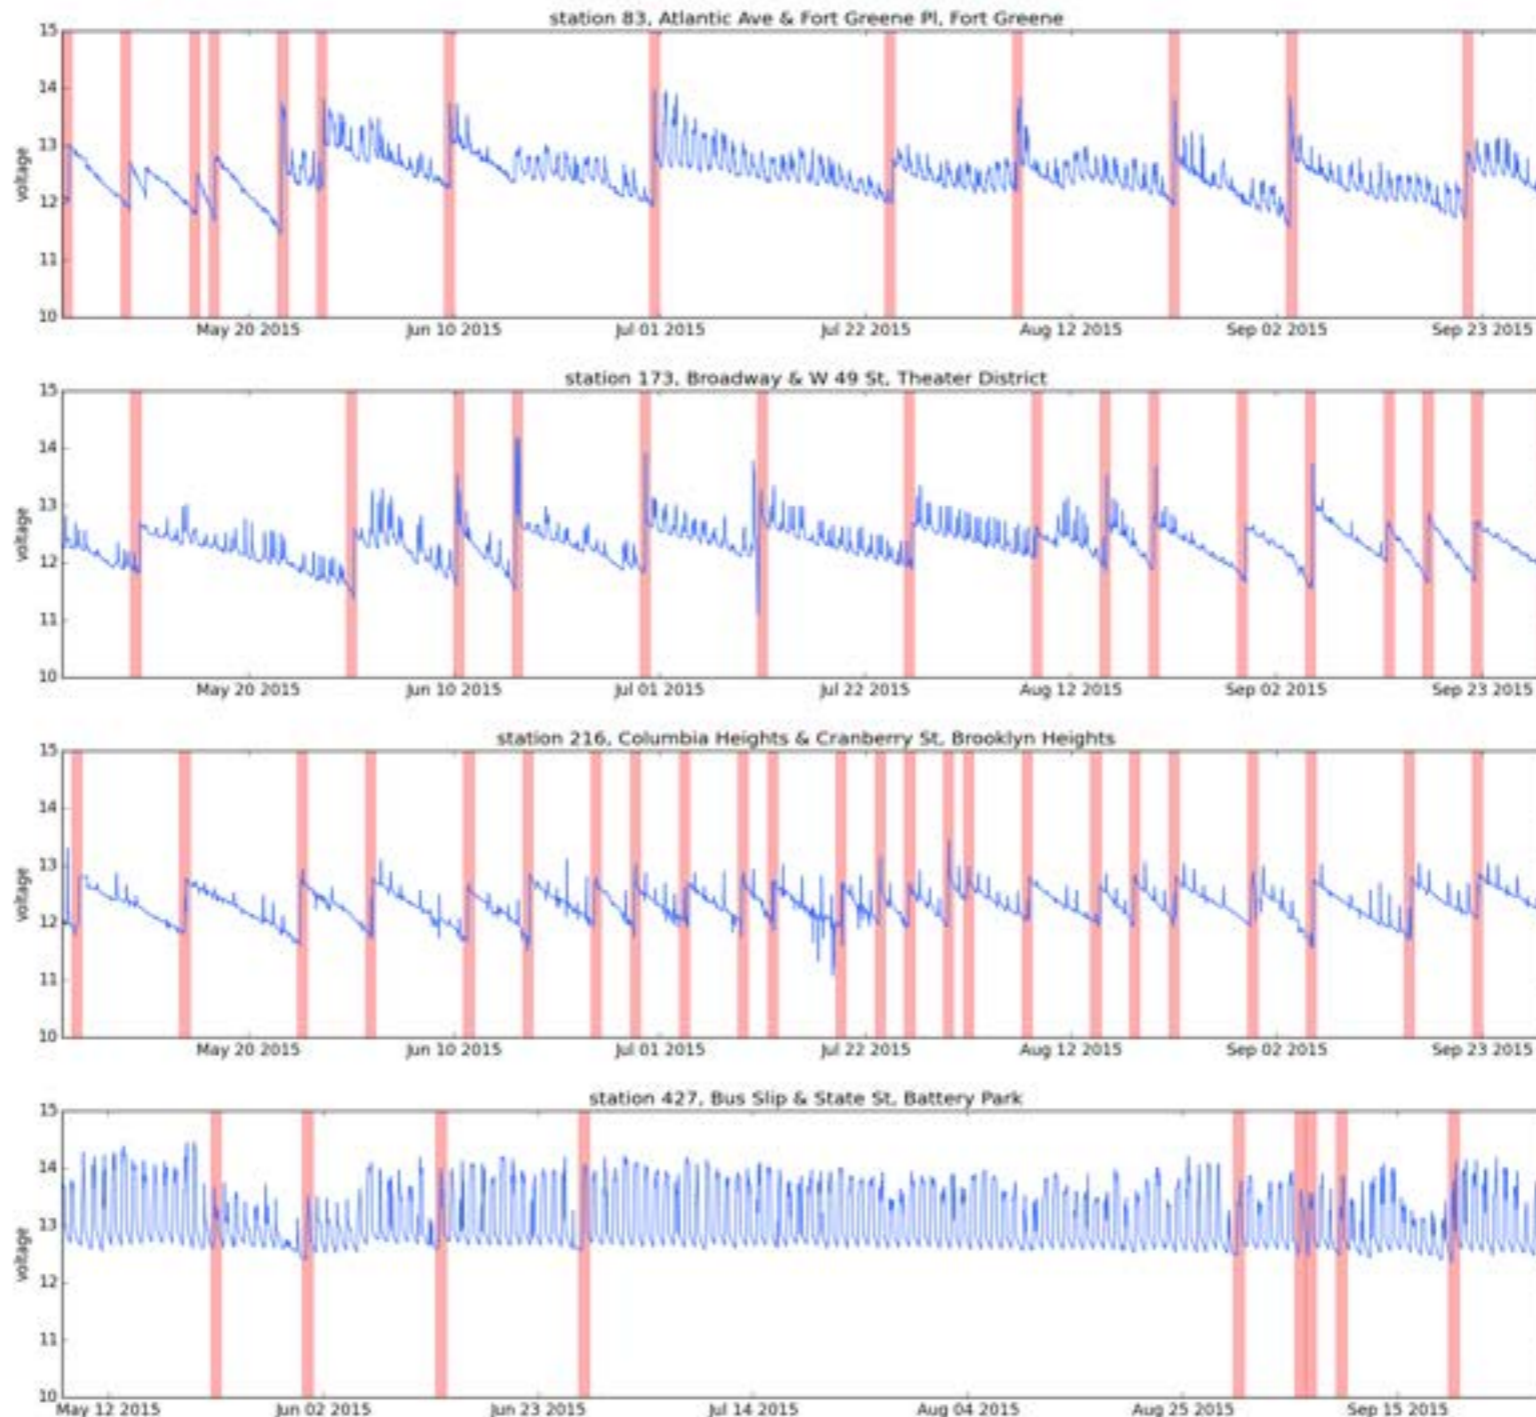 station 83, Atlantic Ave & Fort Greene Pl, Fort Greene
15
14
13
12
11
10
voltage
May 20 2015 Jun 10 2015 Jul 01 2015 Jul 22 2015 Aug 12 2015 Sep 02 2015 Sep 23 2015
station 173, Broadway & W 49 St, Theater District
15
14
13
12
11
10
voltage
May 20 2015 Jun 10 2015 Jul 01 2015 Jul 22 2015 Aug 12 2015 Sep 02 2015 Sep 23 2015
station 216, Columbia Heights & Cranberry St, Brooklyn Heights
15
14
13
12
11
10
voltage
May 20 2015 Jun 10 2015 Jul 01 2015 Jul 22 2015 Aug 12 2015 Sep 02 2015 Sep 23 2015
station 427, Bus Slip & State St, Battery Park
15
14
13
12
11
10
voltage
May 12 2015 Jun 02 2015 Jun 23 2015 Jul 14 2015 Aug 04 2015 Aug 25 2015 Sep 15 2015